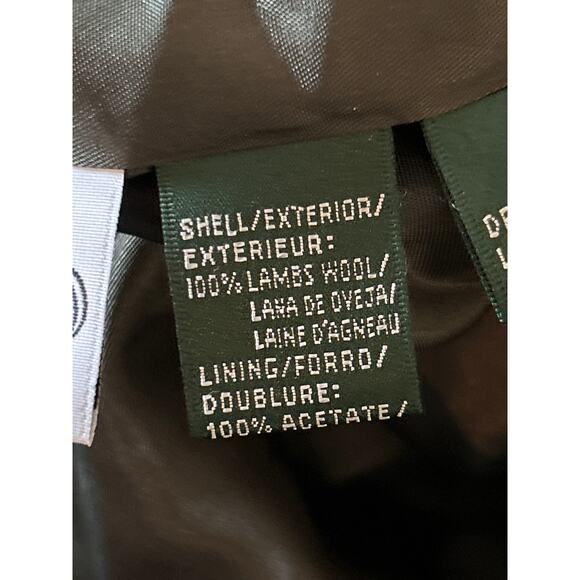 SHELL/EXTERIOR/
EXTERIEUR:
100% LAMBS WOOL/
LANA DE OVEJA/
LAINE D'AGNEAU
LINING/FORRO/
DOUBLURE:
100% ACETATE/